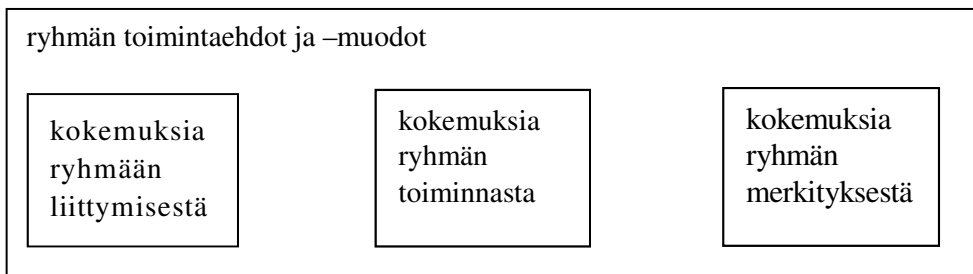 ryhmän toimintaehdot ja –muodot
kokemuksia
ryhmään
liittymisestä
kokemuksia
ryhmän
toiminnasta
kokemuksia
ryhmän
merkityksestä